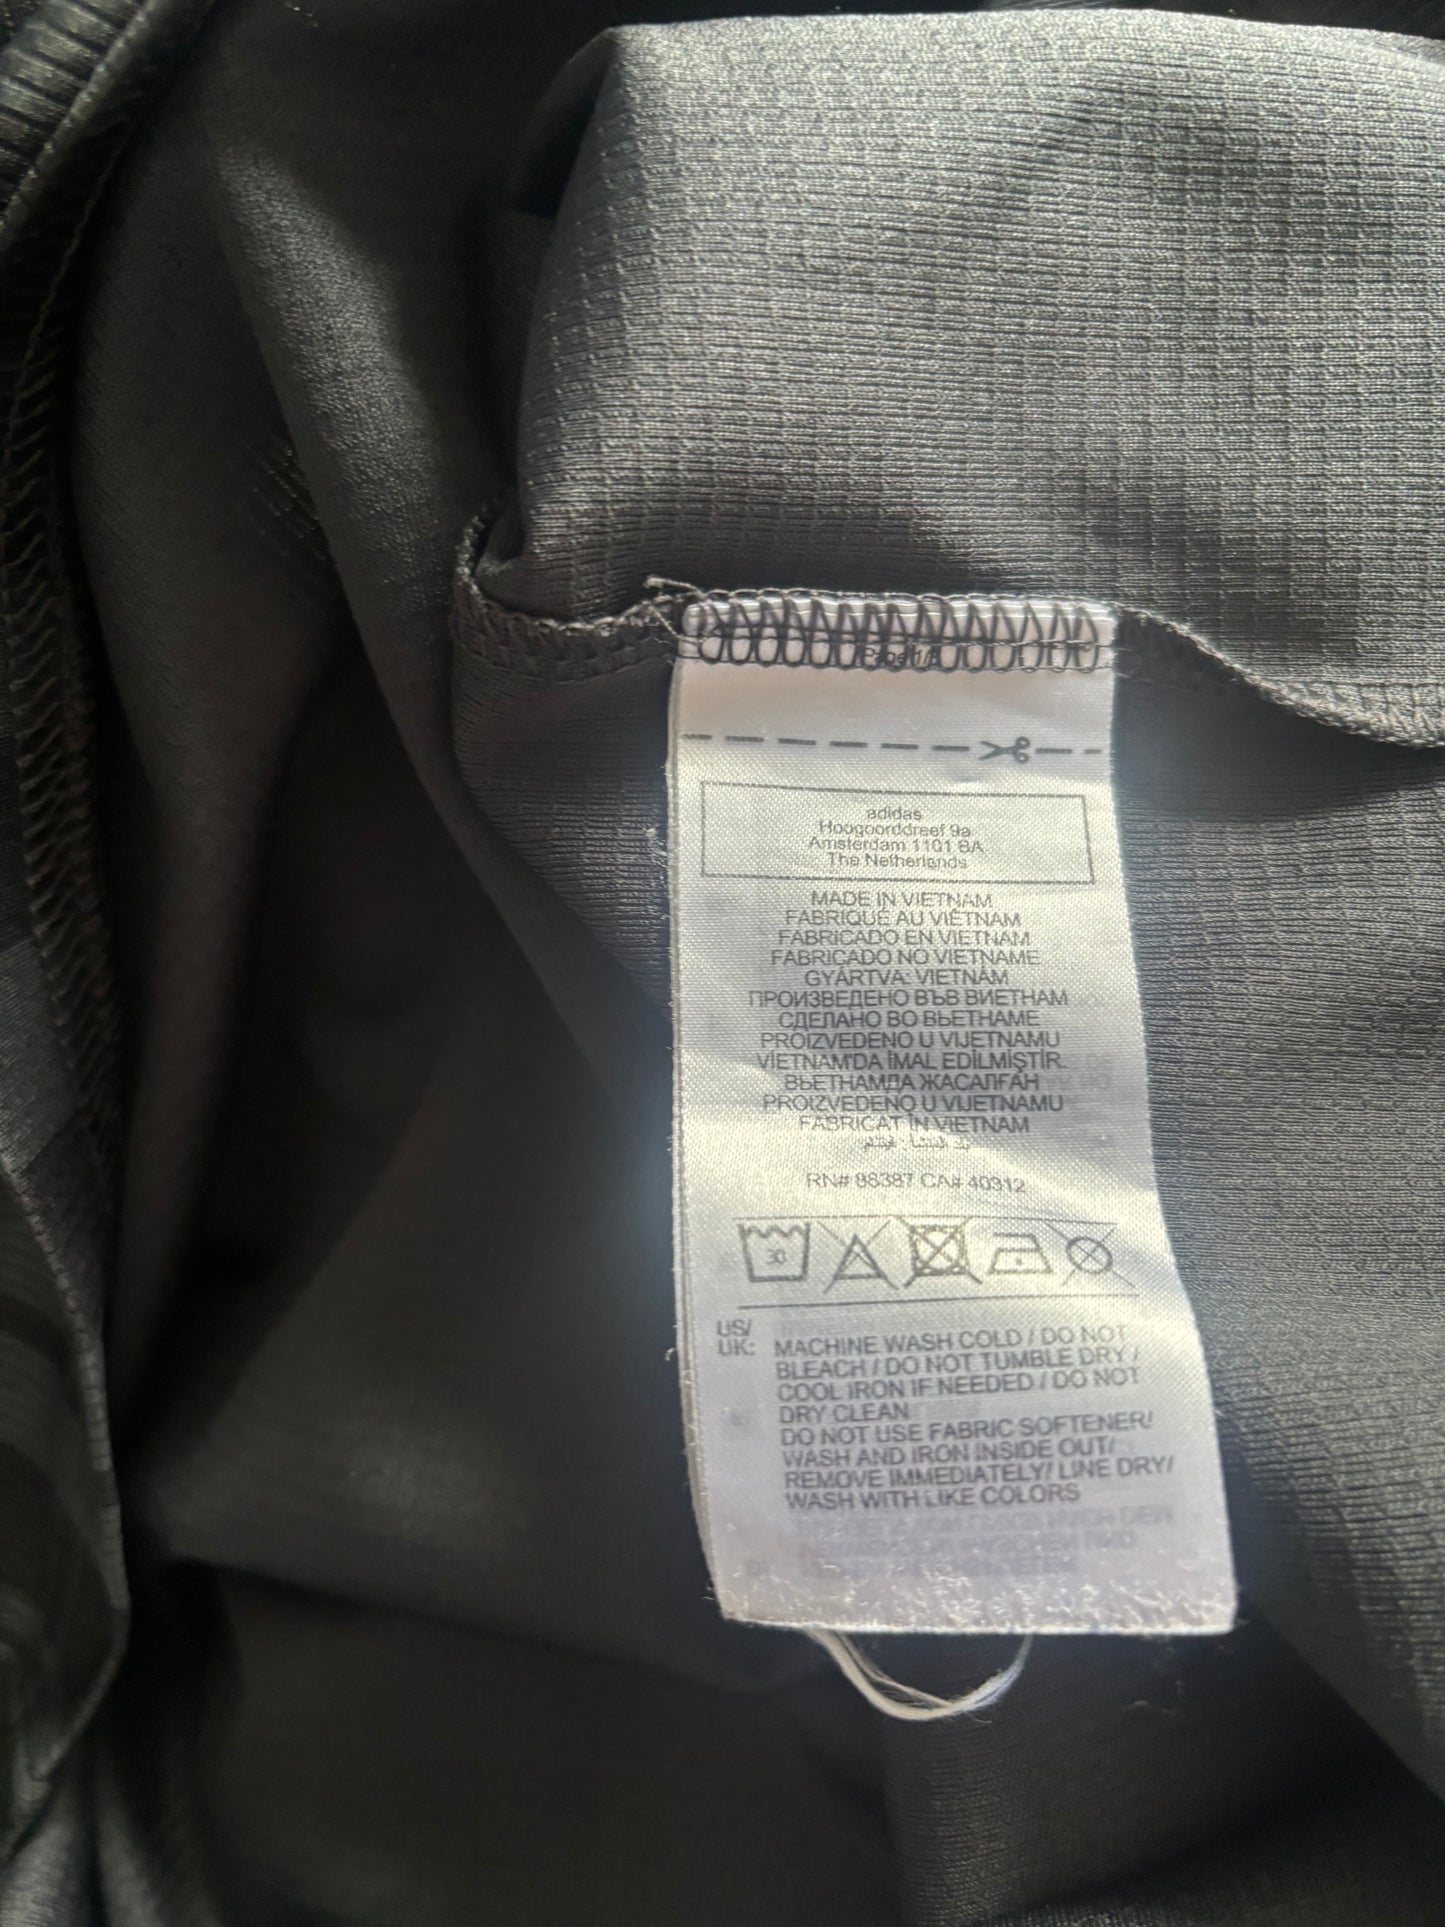 adidas
Hoogoorddreef 9a
Amsterdam 1101 BA
The Netherlands
MADE IN VIETNAM
FABRIQUÉ AU VIÊTNAM
FABRICADO EN VIETNAM
FABRICADO NO VIETNAME
GYÁRTVA: VIETNÁM
ПРОИЗВЕДЕНО ВЪВ ВИЕТНАМ
СДЕЛАНО ВО ВЬЕТНАМЕ
PROIZVEDENO U VIJETNAMU
VİETNAM'DA İMAL EDİLMİŞTİR.
ВЬЕТНАМДА ЖАСАЛҒАН
PROIZVEDENO U VIJETNAMU
FABRICAT ÎN VIETNAM
بلد المنشأ: فيتنام
RN# 88387 CA# 40312
30
US/
UK: MACHINE WASH COLD / DO NOT
BLEACH / DO NOT TUMBLE DRY /
COOL IRON IF NEEDED / DO NOT
DRY CLEAN
DO NOT USE FABRIC SOFTENER/
WASH AND IRON INSIDE OUT/
REMOVE IMMEDIATELY/ LINE DRY/
WASH WITH LIKE COLORS